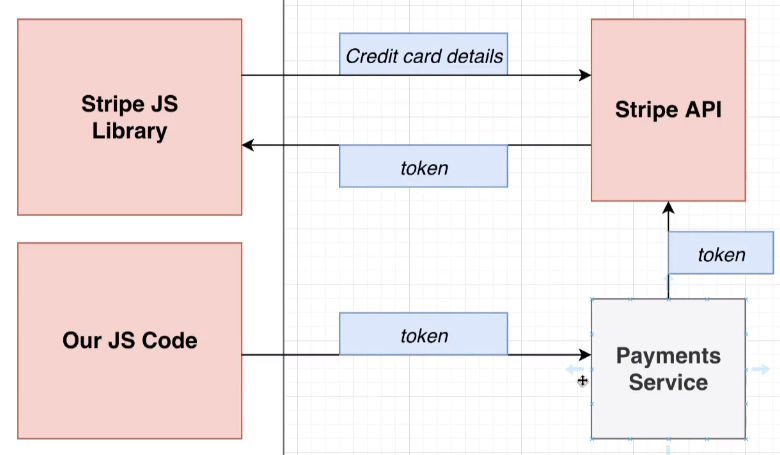 Credit card details
Stripe JS
Library
Stripe API
token
token
Our JS Code
token
Payments
Service